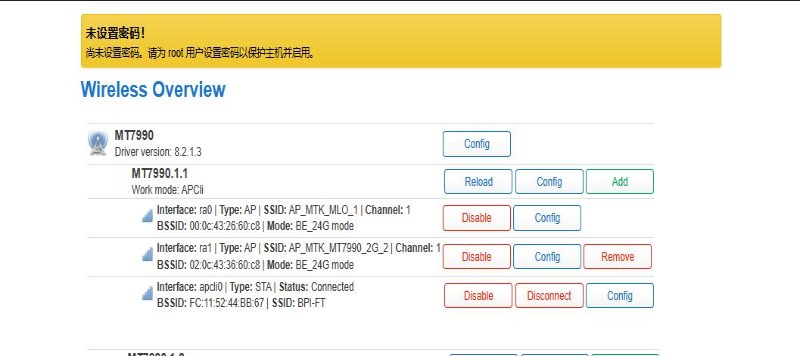 未设置密码！
尚未设置密码。请为 root 用户设置密码以保护主机并启用。
Wireless Overview
MT7990
Driver version: 8.2.1.3
Config
MT7990.1.1
Work mode: APCli
Reload Config Add
Interface: ra0 | Type: AP | SSID: AP_MTK_MLO_1 | Channel: 1
BSSID: 00:0c:43:26:60:c8 | Mode: BE_24G mode
Disable Config
Interface: ra1 | Type: AP | SSID: AP_MTK_MT7990_2G_2 | Channel: 1
BSSID: 02:0c:43:36:60:c8 | Mode: BE_24G mode
Disable Config Remove
Interface: apcli0 | Type: STA | Status: Connected
BSSID: FC:11:52:44:BB:67 | SSID: BPI-FT
Disable Disconnect Config